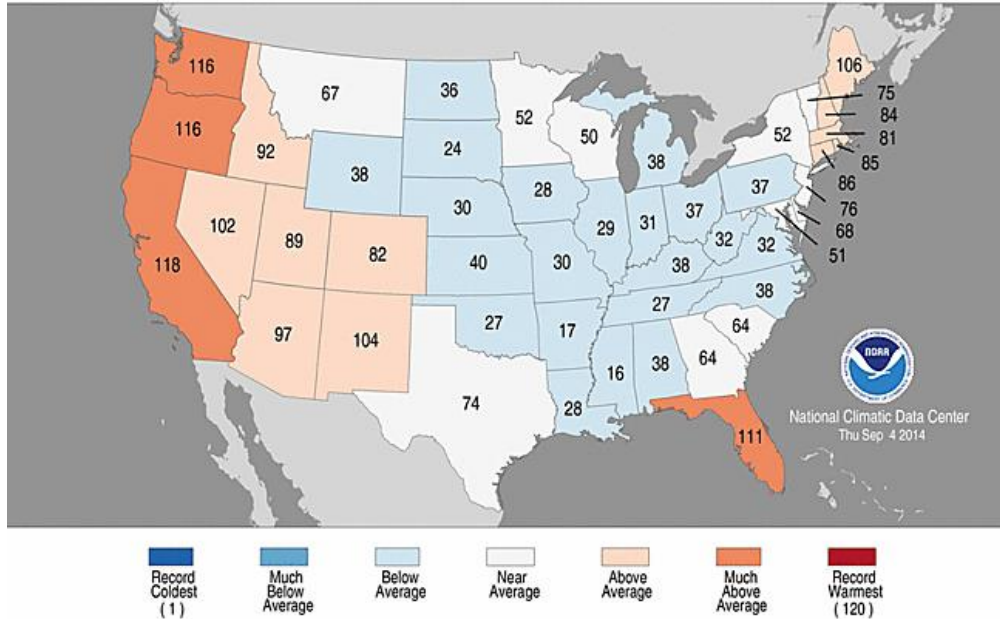 116
116
118
92
67
102
89
97
104
82
38
36
24
30
40
27
74
52
28
30
17
28
50
29
31
38
37
38
27
16
38
64
64
111
38
32
32
37
52
106
75
84
81
85
86
76
68
51
NOAA
National Climatic Data Center
Thu Sep 4 2014
Record
Coldest
( 1 )
Much
Below
Average
Below
Average
Near
Average
Above
Average
Much
Above
Average
Record
Warmest
( 120 )